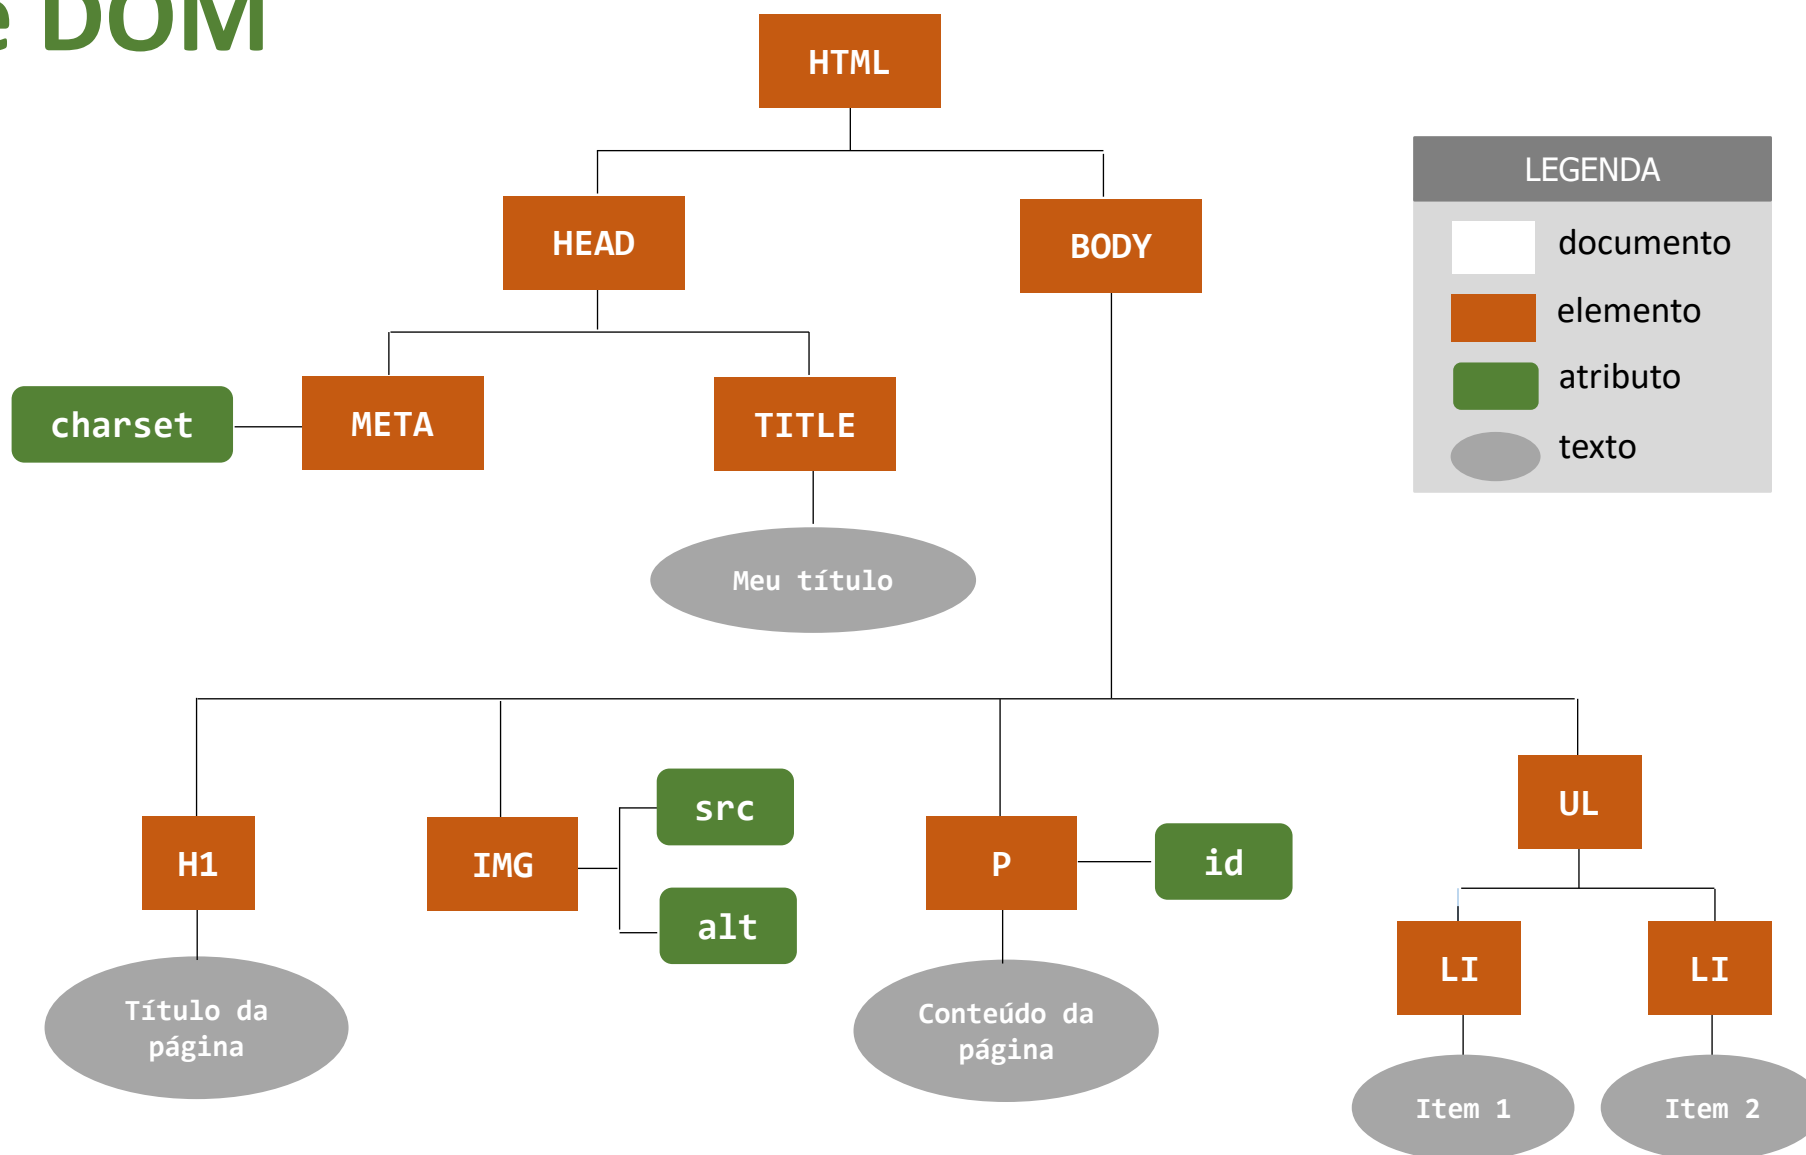 e DOM
HTML
LEGENDA
documento
elemento
atributo
texto
HEAD
BODY
charset
META
TITLE
Meu título
H1
IMG
src
alt
P
id
UL
LI
LI
Título da
página
Conteúdo da
página
Item 1
Item 2